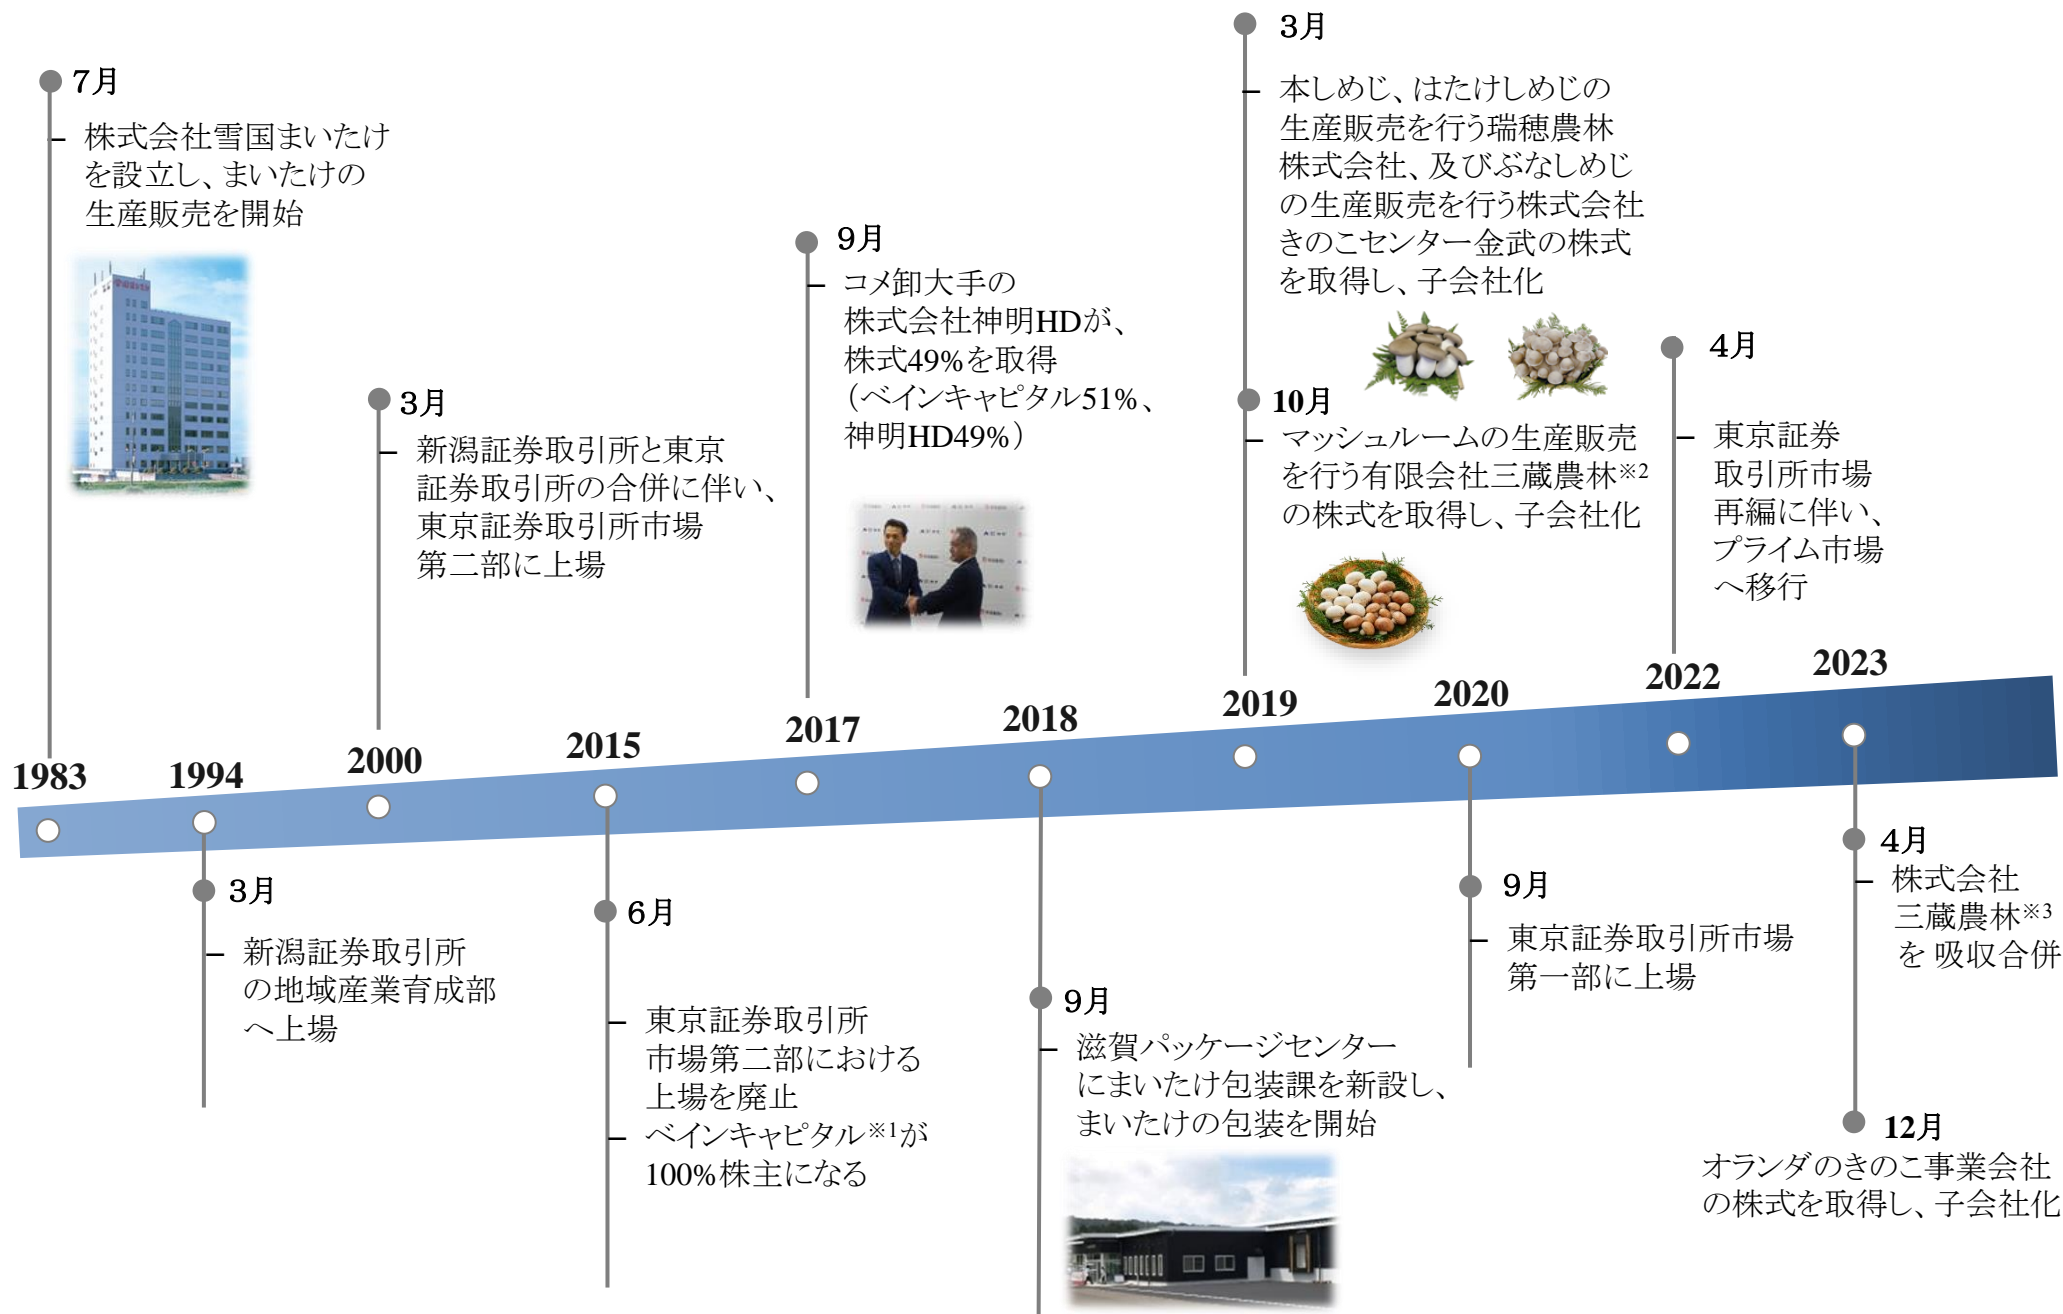 7月
株式会社雪国まいたけ
を設立し、まいたけの
生産販売を開始
3月
新潟証券取引所と東京
証券取引所の合併に伴い、
東京証券取引所市場
第二部に上場
9月
コメ卸大手の
株式会社神明HDが、
株式49%を取得
(ベインキャピタル51%、
神明HD49%)
3月
本しめじ、はたけしめじの
生産販売を行う瑞穂農林
株式会社、及びぶなしめじ
の生産販売を行う株式会社
きのこセンター金武の株式
を取得し、子会社化
10月
マッシュルームの生産販売
を行う有限会社三蔵農林※2
の株式を取得し、子会社化
4月
東京証券
取引所市場
再編に伴い、
プライム市場
へ移行
1983
1994
2000
2015
2017
2018
2019
2020
2022
2023
3月
新潟証券取引所
の地域産業育成部
へ上場
6月
東京証券取引所
市場第二部における
上場を廃止
ベインキャピタル※1が
100%株主になる
9月
滋賀パッケージセンター
にまいたけ包装課を新設し、
まいたけの包装を開始
9月
東京証券取引所市場
第一部に上場
4月
株式会社
三蔵農林※3
を 吸収合併
12月
オランダのきのこ事業会社
の株式を取得し、子会社化